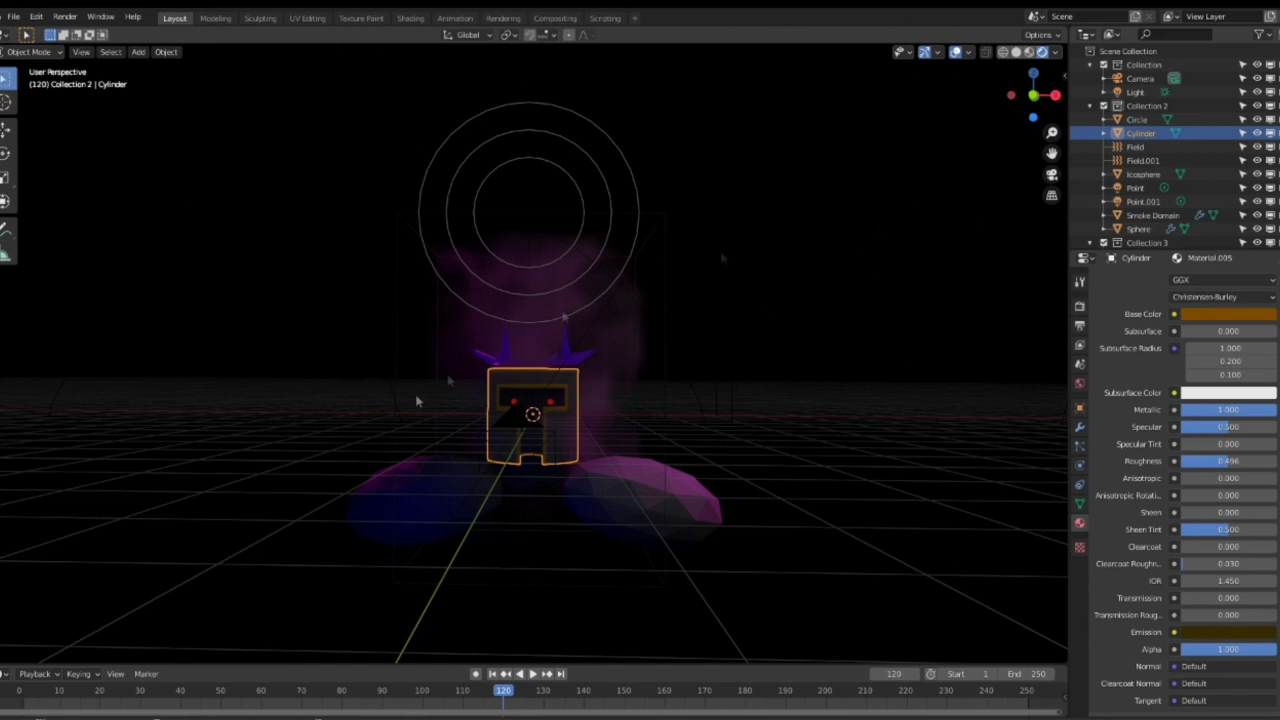 File Edit Render Window Help Layout Modeling Sculpting UV Editing Texture Paint Shading Animation Rendering Compositing Scripting + Scene View Layer
Global Options
Object Mode View Select Add Object
User Perspective
(120) Collection 2 | Cylinder
X
Scene Collection
Collection
Camera
Light
Collection 2
Circle
Cylinder
Field
Field.001
Icosphere
Point
Point.001
Smoke Domain
Sphere
Collection 3
Cylinder Material.005
GGX
Christensen-Burley
Base Color
Subsurface 0.000
Subsurface Radius 1.000
0.200
0.100
Subsurface Color
Metallic 1.000
Specular 0.500
Specular Tint 0.000
Roughness 0.496
Anisotropic 0.000
Anisotropic Rotati... 0.000
Sheen 0.000
Sheen Tint 0.500
Clearcoat 0.000
Clearcoat Roughn... 0.030
IOR 1.450
Transmission 0.000
Transmission Roug... 0.000
Emission
Alpha 1.000
Normal Default
Clearcoat Normal Default
Tangent Default
Playback Keying View Marker 120 Start 1 End 250
0 10 20 30 40 50 60 70 80 90 100 110 120 130 140 150 160 170 180 190 200 210 220 230 240 250